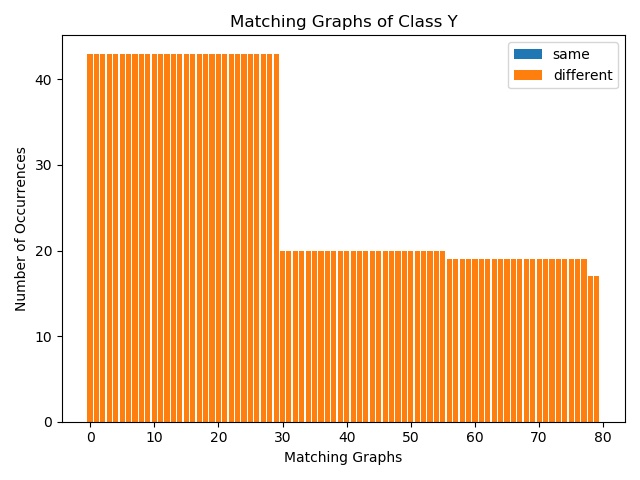 Matching Graphs of Class Y
same
different
Number of Occurrences
40
30
20
10
0
0 10 20 30 40 50 60 70 80
Matching Graphs